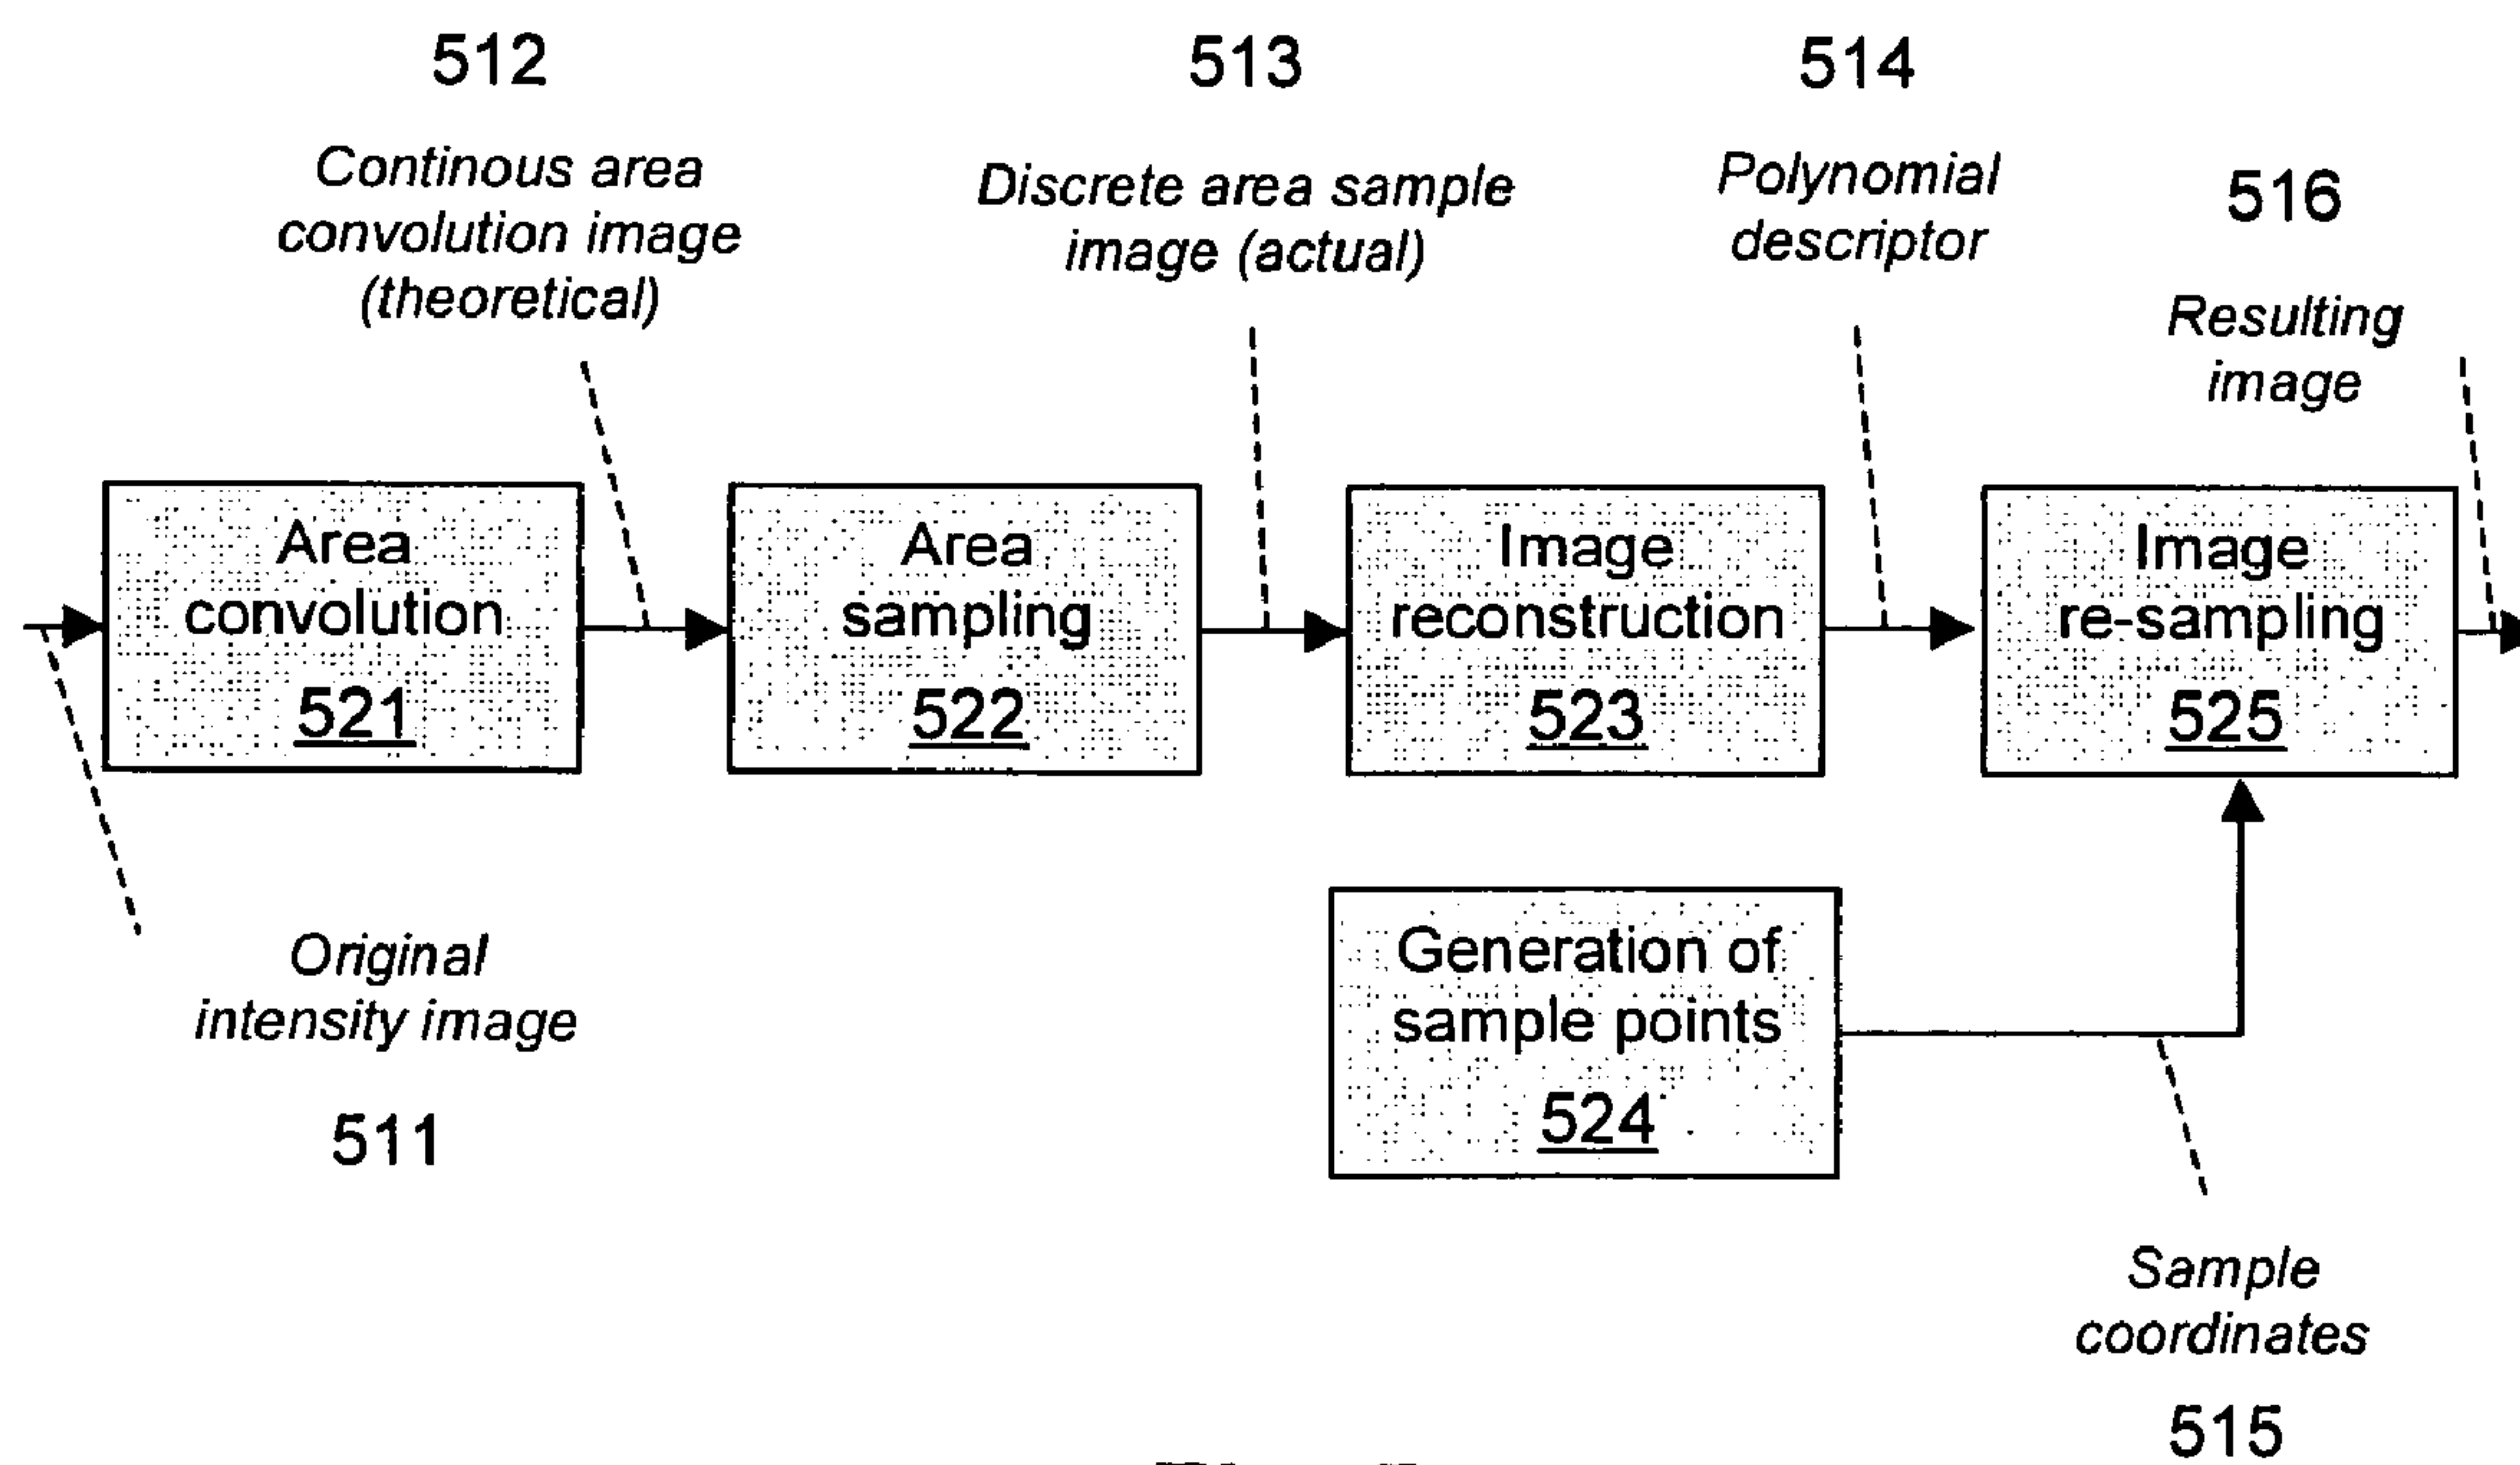 512
Continous area
convolution image
(theoretical)
513
Discrete area sample
image (actual)
514
Polynomial
descriptor
516
Resulting
image
Area
convolution
521
Area
sampling
522
Image
reconstruction
523
Image
re-sampling
525
Original
intensity image
511
Generation of
sample points
524
Sample
coordinates
515